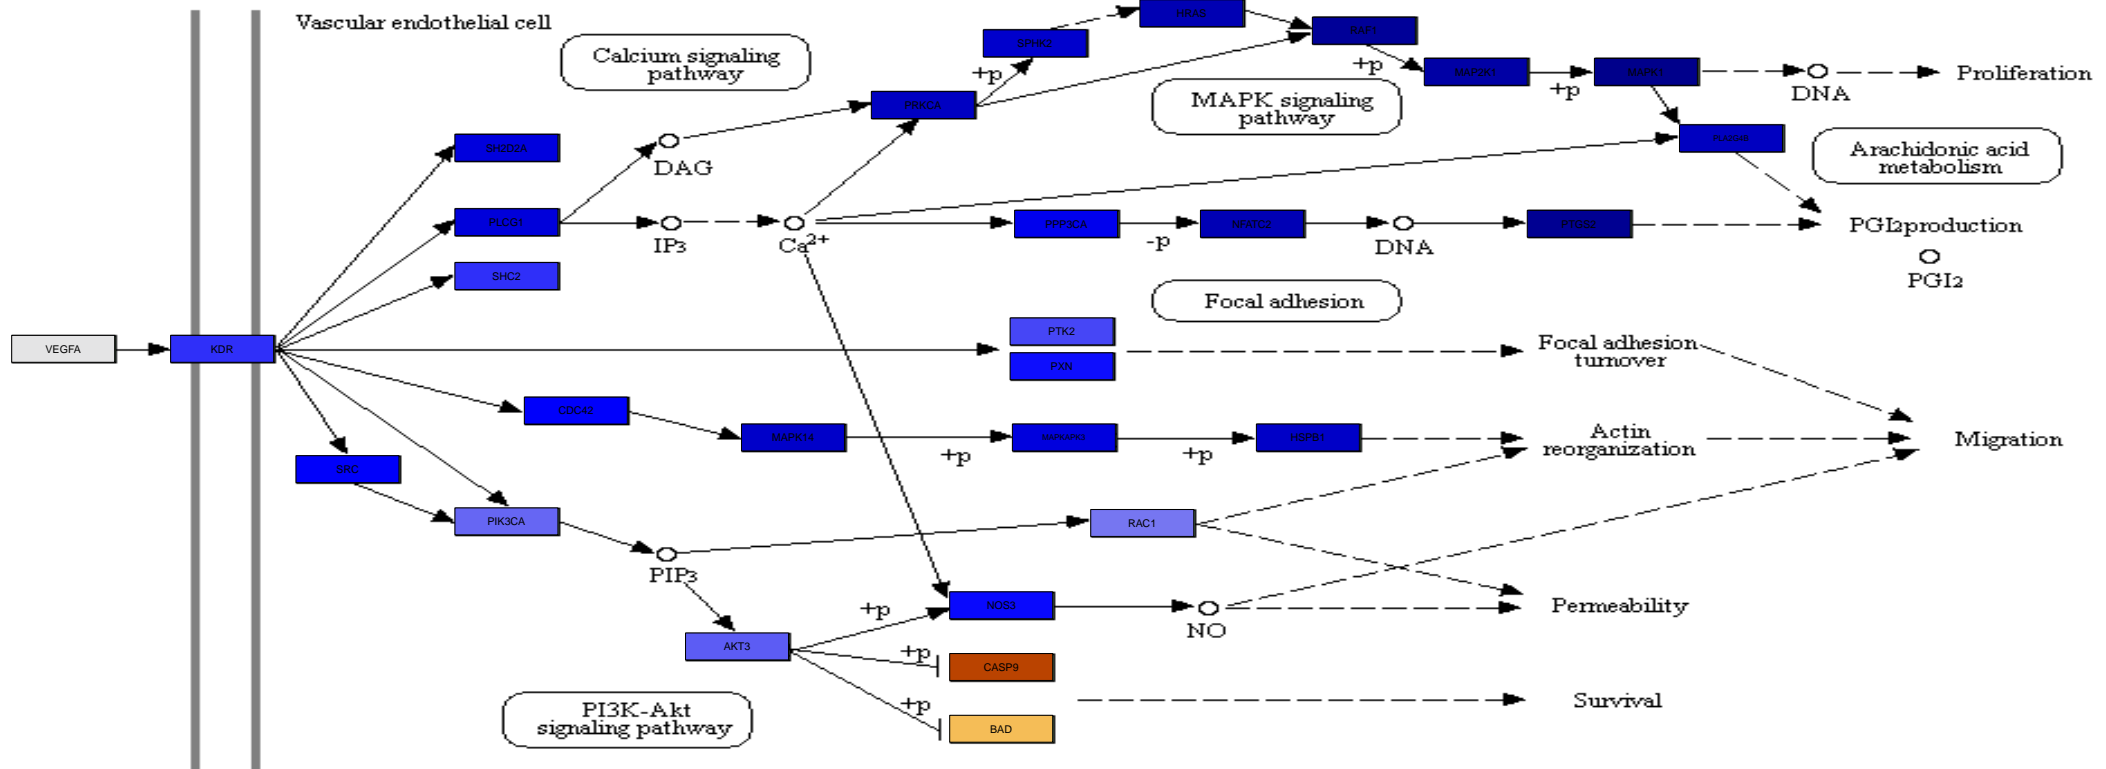 Vascular endothelial cell
HRAS
RAP1
Calcium signaling
pathway
SPHK2
+p
+p
MAP2K1
+p
MAPK1
DNA
Proliferation
PRKCA
MAPK signaling
pathway
SH2D2A
DAG
Arachidonic acid
metabolism
PLCG1
IP3
Ca2+
PPP3CA
-p
NFATC2
DNA
PTGS2
PGI2production
PGI2
SHC2
Focal adhesion
VEGFA
KDR
PTK2
PXN
Focal adhesion
turnover
CDC42
MAPK14
+p
+p
HSPB1
Actin
reorganization
Migration
SRC
PIK3CA
RAC1
PIP3
+p
NOS3
NO
Permeability
AKT3
+p
CASP9
+p
BAD
Survival
PI3K-Akt
signaling pathway